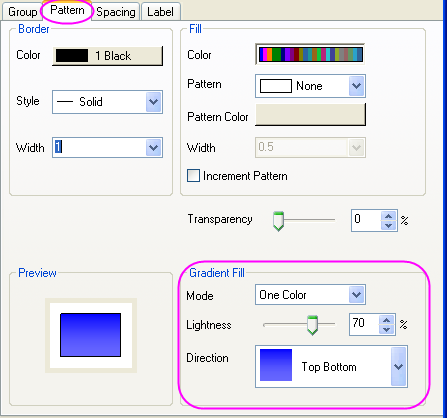 Group Pattern Spacing Label
Border
Color 1 Black
Style Solid
Width 1
Fill
Color
Pattern None
Pattern Color
Width 0.5
Increment Pattern
Transparency 0 %
Preview
Gradient Fill
Mode One Color
Lightness 70 %
Direction Top Bottom